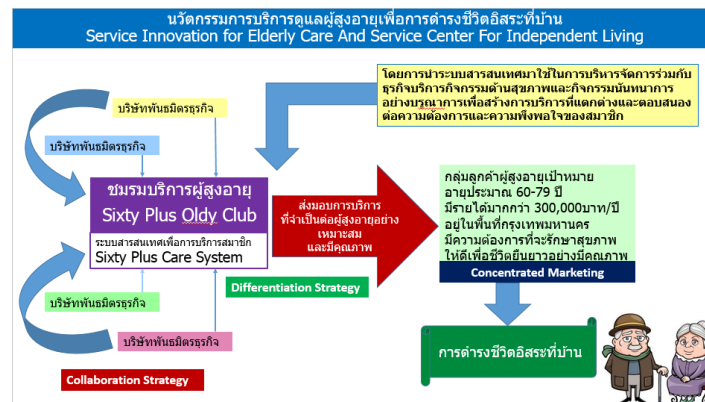 นวัตกรรมการบริการดูแลผู้สูงอายุเพื่อการดำรงชีวิตอิสระที่บ้าน
Service Innovation for Elderly Care And Service Center For Independent Living
โดยการนำระบบสารสนเทศมาใช้ในการบริหารจัดการร่วมกับ
ธุรกิจบริการกิจกรรมด้านสุขภาพและกิจกรรมนันทนาการ
อย่างบรูณาการเพื่อสร้างการบริการที่แตกต่างและตอบสนอง
ต่อความต้องการและความพึงพอใจของสมาชิก
บริษัทพันธมิตรธุรกิจ
บริษัทพันธมิตรธุรกิจ
ชมรมบริการผู้สูงอายุ
Sixty Plus Oldy Club
ระบบสารสนเทศเพื่อการบริการสมาชิก
Sixty Plus Care System
ส่งมอบการบริการ
ที่จำเป็นต่อผู้สูงอายุอย่าง
เหมาะสม
และมีคุณภาพ
กลุ่มลูกค้าผู้สูงอายุเป้าหมาย
อายุประมาณ 60-79 ปี
มีรายได้มากกว่า 300,000บาท/ปี
อยู่ในพื้นที่กรุงเทพมหานคร
มีความต้องการที่จะรักษาสุขภาพ
ให้ดีเพื่อชีวิตยืนยาวอย่างมีคุณภาพ
Concentrated Marketing
Differentiation Strategy
บริษัทพันธมิตรธุรกิจ
บริษัทพันธมิตรธุรกิจ
การดำรงชีวิตอิสระที่บ้าน
Collaboration Strategy